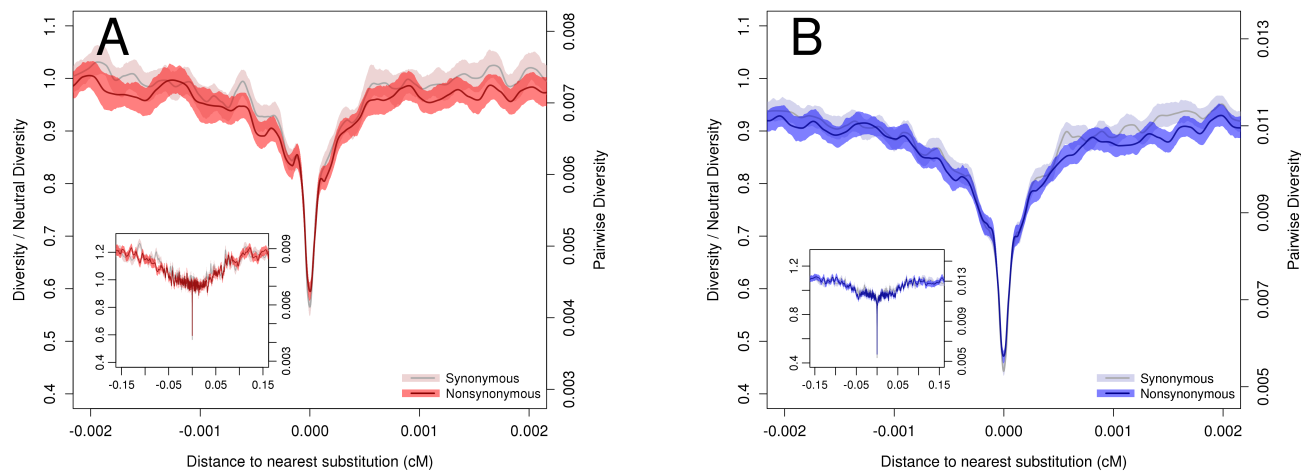 A
Diversity / Neutral Diversity
1.1
1.0
0.9
0.8
0.7
0.6
0.5
0.4
0.008
0.007
0.006
0.005
0.004
0.003
Pairwise Diversity
1.2
1.0
0.8
0.6
0.4
0.009
0.006
0.003
-0.15 -0.05 0.05 0.15
Synonymous
Nonsynonymous
-0.002 -0.001 0.000 0.001 0.002
Distance to nearest substitution (cM)
B
Diversity / Neutral Diversity
1.1
1.0
0.9
0.8
0.7
0.6
0.5
0.4
0.013
0.011
0.009
0.007
0.005
Pairwise Diversity
1.2
0.8
0.4
0.013
0.009
0.005
-0.15 -0.05 0.05 0.15
Synonymous
Nonsynonymous
-0.002 -0.001 0.000 0.001 0.002
Distance to nearest substitution (cM)